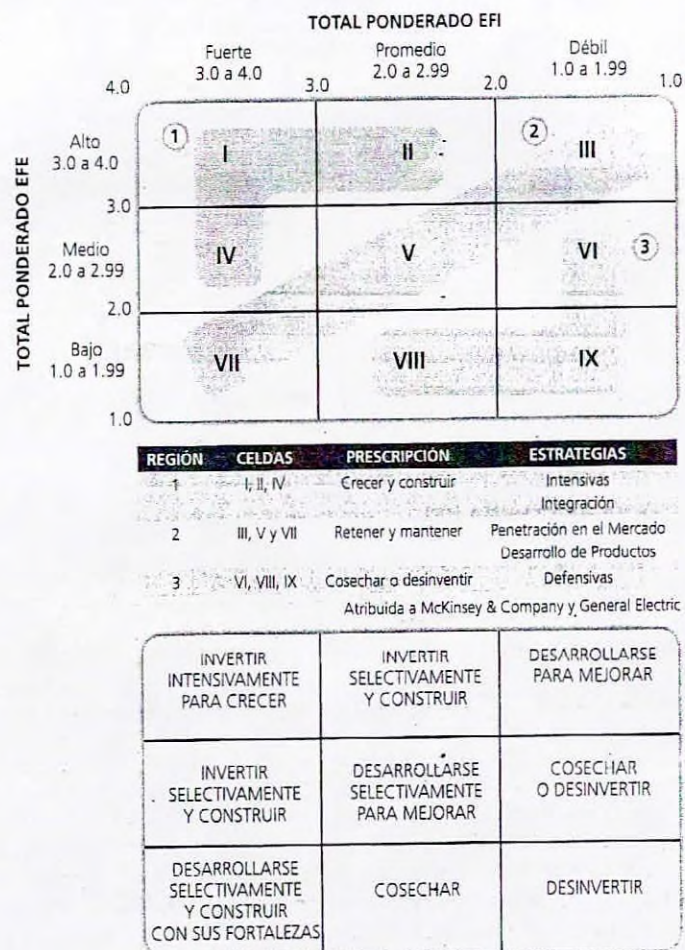 TOTAL PONDERADO EFI
Fuerte
3.0 a 4.0
Promedio
2.0 a 2.99
Débil
1.0 a 1.99
4.0
3.0
2.0
1.0
TOTAL PONDERADO EFE
Alto
3.0 a 4.0
1
I
II
2
III
3.0
Medio
2.0 a 2.99
IV
V
VI
3
2.0
Bajo
1.0 a 1.99
VII
VIII
IX
1.0
REGIÓN CELDAS PRESCRIPCIÓN ESTRATEGIAS
1 I, II, IV Crecer y construir Intensivas
Integración
2 III, V y VII Retener y mantener Penetración en el Mercado
Desarrollo de Productos
3 VI, VIII, IX Cosechar o desinventir Defensivas
Atribuida a McKinsey & Company y General Electric
INVERTIR
INTENSIVAMENTE
PARA CRECER
INVERTIR
SELECTIVAMENTE
Y CONSTRUIR
DESARROLLARSE
PARA MEJORAR
INVERTIR
SELECTIVAMENTE
Y CONSTRUIR
DESARROLLARSE
SELECTIVAMENTE
PARA MEJORAR
COSECHAR
O DESINVERTIR
DESARROLLARSE
SELECTIVAMENTE
Y CONSTRUIR
CON SUS FORTALEZAS
COSECHAR
DESINVERTIR